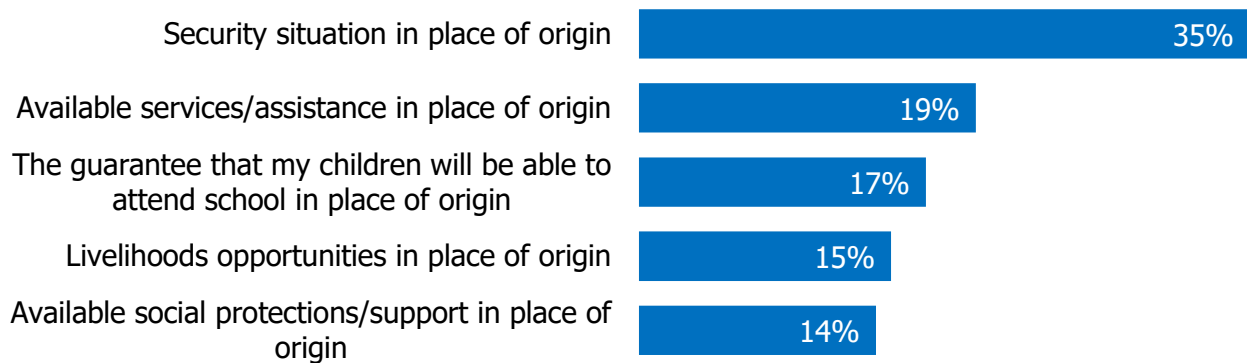 Security situation in place of origin
35%
Available services/assistance in place of origin
19%
The guarantee that my children will be able to
attend school in place of origin
17%
Livelihoods opportunities in place of origin
15%
Available social protections/support in place of
origin
14%